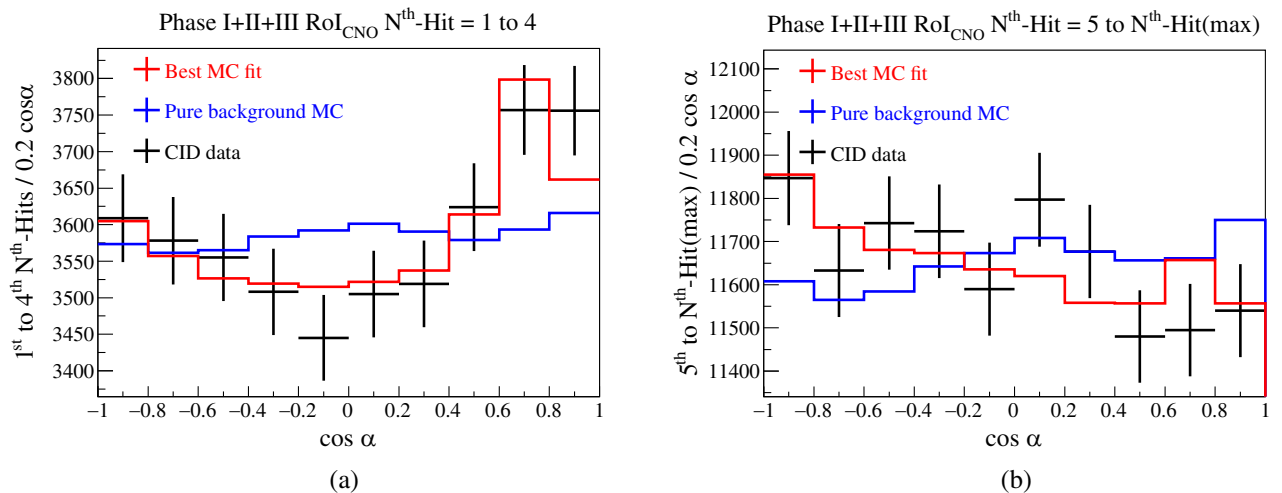 Phase I+II+III RoI_CNO N^th-Hit = 1 to 4
1^st to 4^th N^th-Hits / 0.2 cosα
3800
3750
3700
3650
3600
3550
3500
3450
3400
Best MC fit
Pure background MC
CID data
−1 −0.8 −0.6 −0.4 −0.2 0 0.2 0.4 0.6 0.8 1
cos α
(a)
Phase I+II+III RoI_CNO N^th-Hit = 5 to N^th-Hit(max)
5^th to N^th-Hit(max) / 0.2 cos α
12100
12000
11900
11800
11700
11600
11500
11400
Best MC fit
Pure background MC
CID data
−1 −0.8 −0.6 −0.4 −0.2 0 0.2 0.4 0.6 0.8 1
cos α
(b)